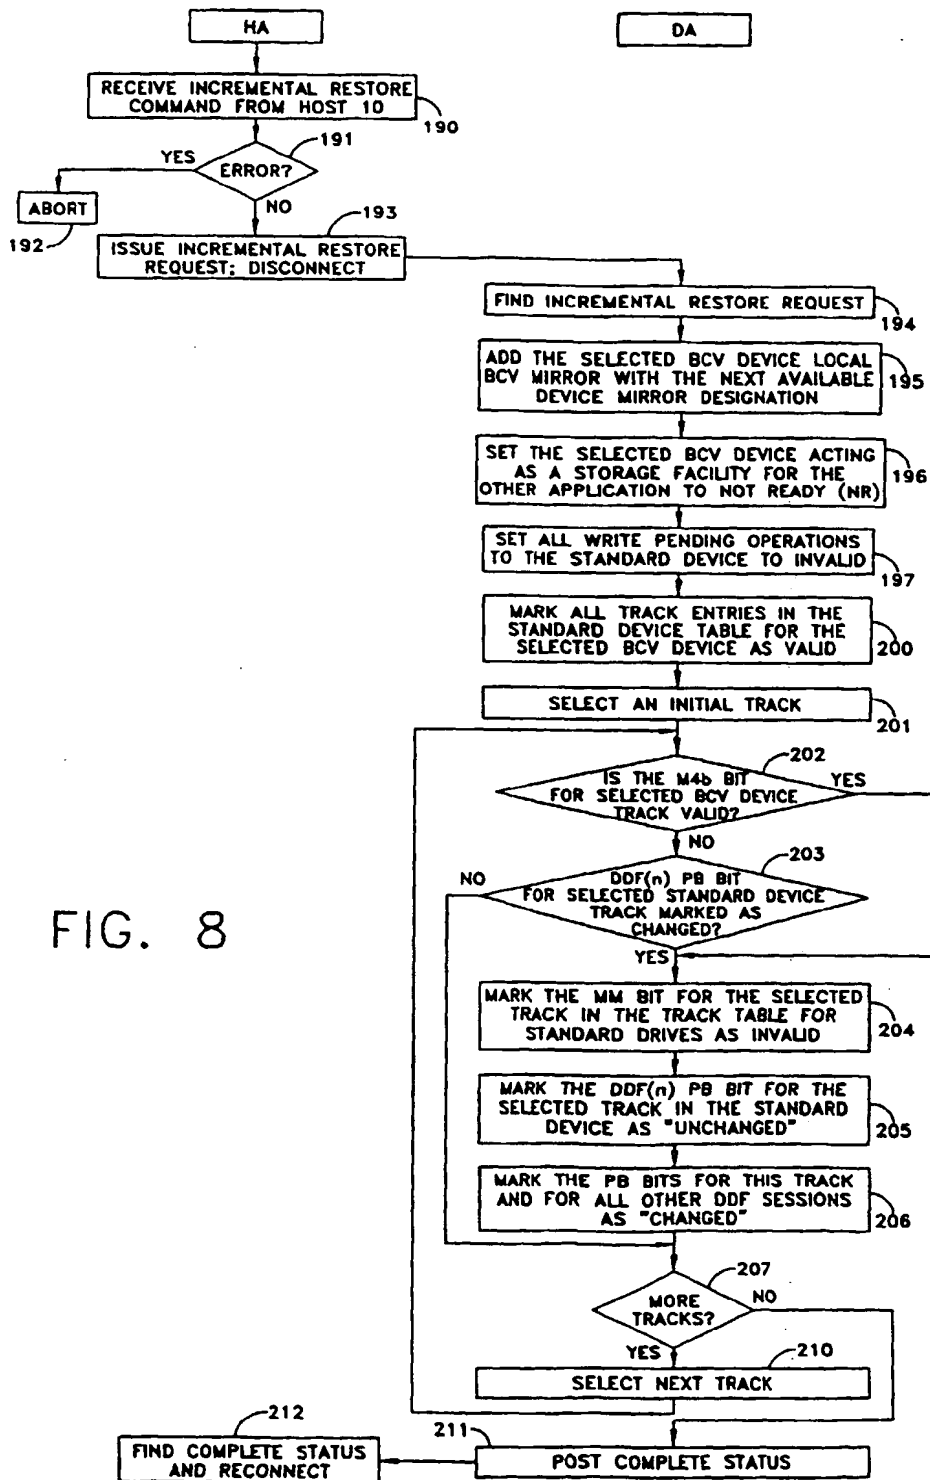 HA
DA
RECEIVE INCREMENTAL RESTORE
COMMAND FROM HOST 10
190
191
YES
ERROR?
ABORT
192
NO
193
ISSUE INCREMENTAL RESTORE
REQUEST; DISCONNECT
FIND INCREMENTAL RESTORE REQUEST
194
ADD THE SELECTED BCV DEVICE LOCAL
BCV MIRROR WITH THE NEXT AVAILABLE
DEVICE MIRROR DESIGNATION
195
SET THE SELECTED BCV DEVICE ACTING
AS A STORAGE FACILITY FOR THE
OTHER APPLICATION TO NOT READY (NR)
196
SET ALL WRITE PENDING OPERATIONS
TO THE STANDARD DEVICE TO INVALID
197
MARK ALL TRACK ENTRIES IN THE
STANDARD DEVICE TABLE FOR THE
SELECTED BCV DEVICE AS VALID
200
SELECT AN INITIAL TRACK
201
202
IS THE M4b BIT
FOR SELECTED BCV DEVICE
TRACK VALID?
YES
NO
203
NO
DDF(n) PB BIT
FOR SELECTED STANDARD DEVICE
TRACK MARKED AS
CHANGED?
YES
FIG. 8
MARK THE MM BIT FOR THE SELECTED
TRACK IN THE TRACK TABLE FOR
STANDARD DRIVES AS INVALID
204
MARK THE DDF(n) PB BIT FOR THE
SELECTED TRACK IN THE STANDARD
DEVICE AS "UNCHANGED"
205
MARK THE PB BITS FOR THIS TRACK
AND FOR ALL OTHER DDF SESSIONS
AS "CHANGED"
206
207
MORE
TRACKS?
NO
YES
210
SELECT NEXT TRACK
212
FIND COMPLETE STATUS
AND RECONNECT
211
POST COMPLETE STATUS